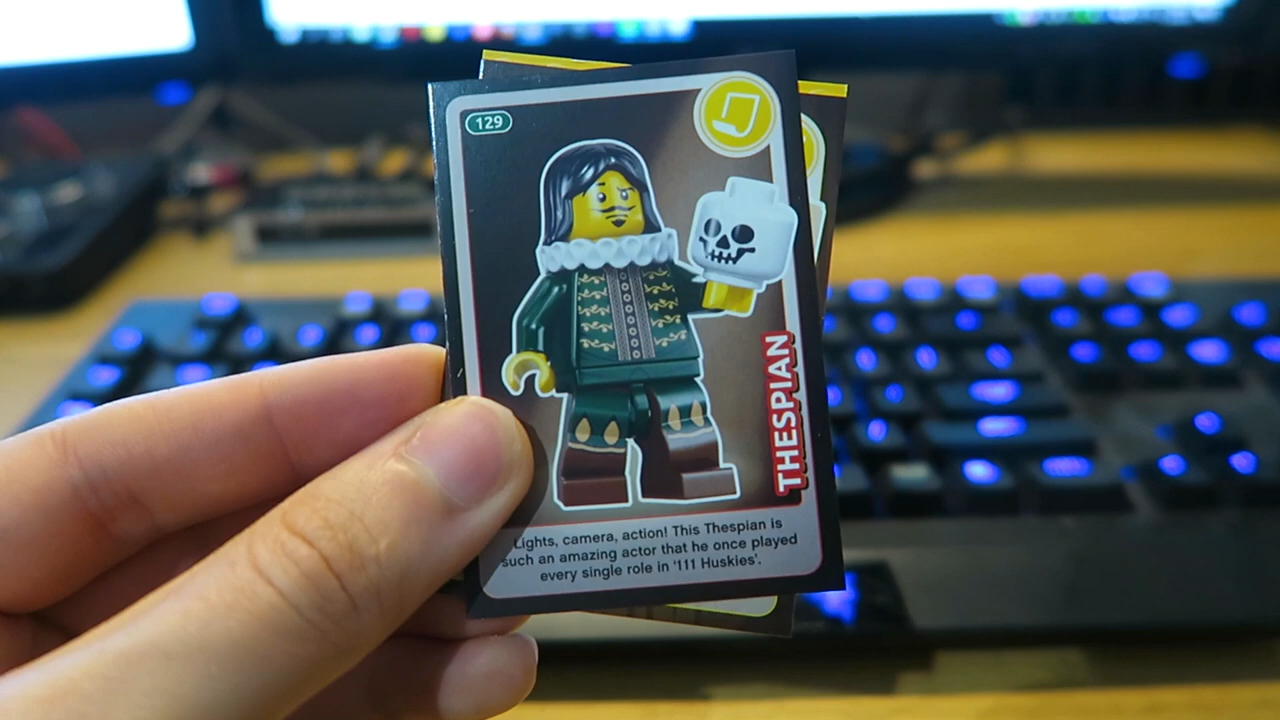 129
THESPIAN
Lights, camera, action! This Thespian is
such an amazing actor that he once played
every single role in '111 Huskies'.